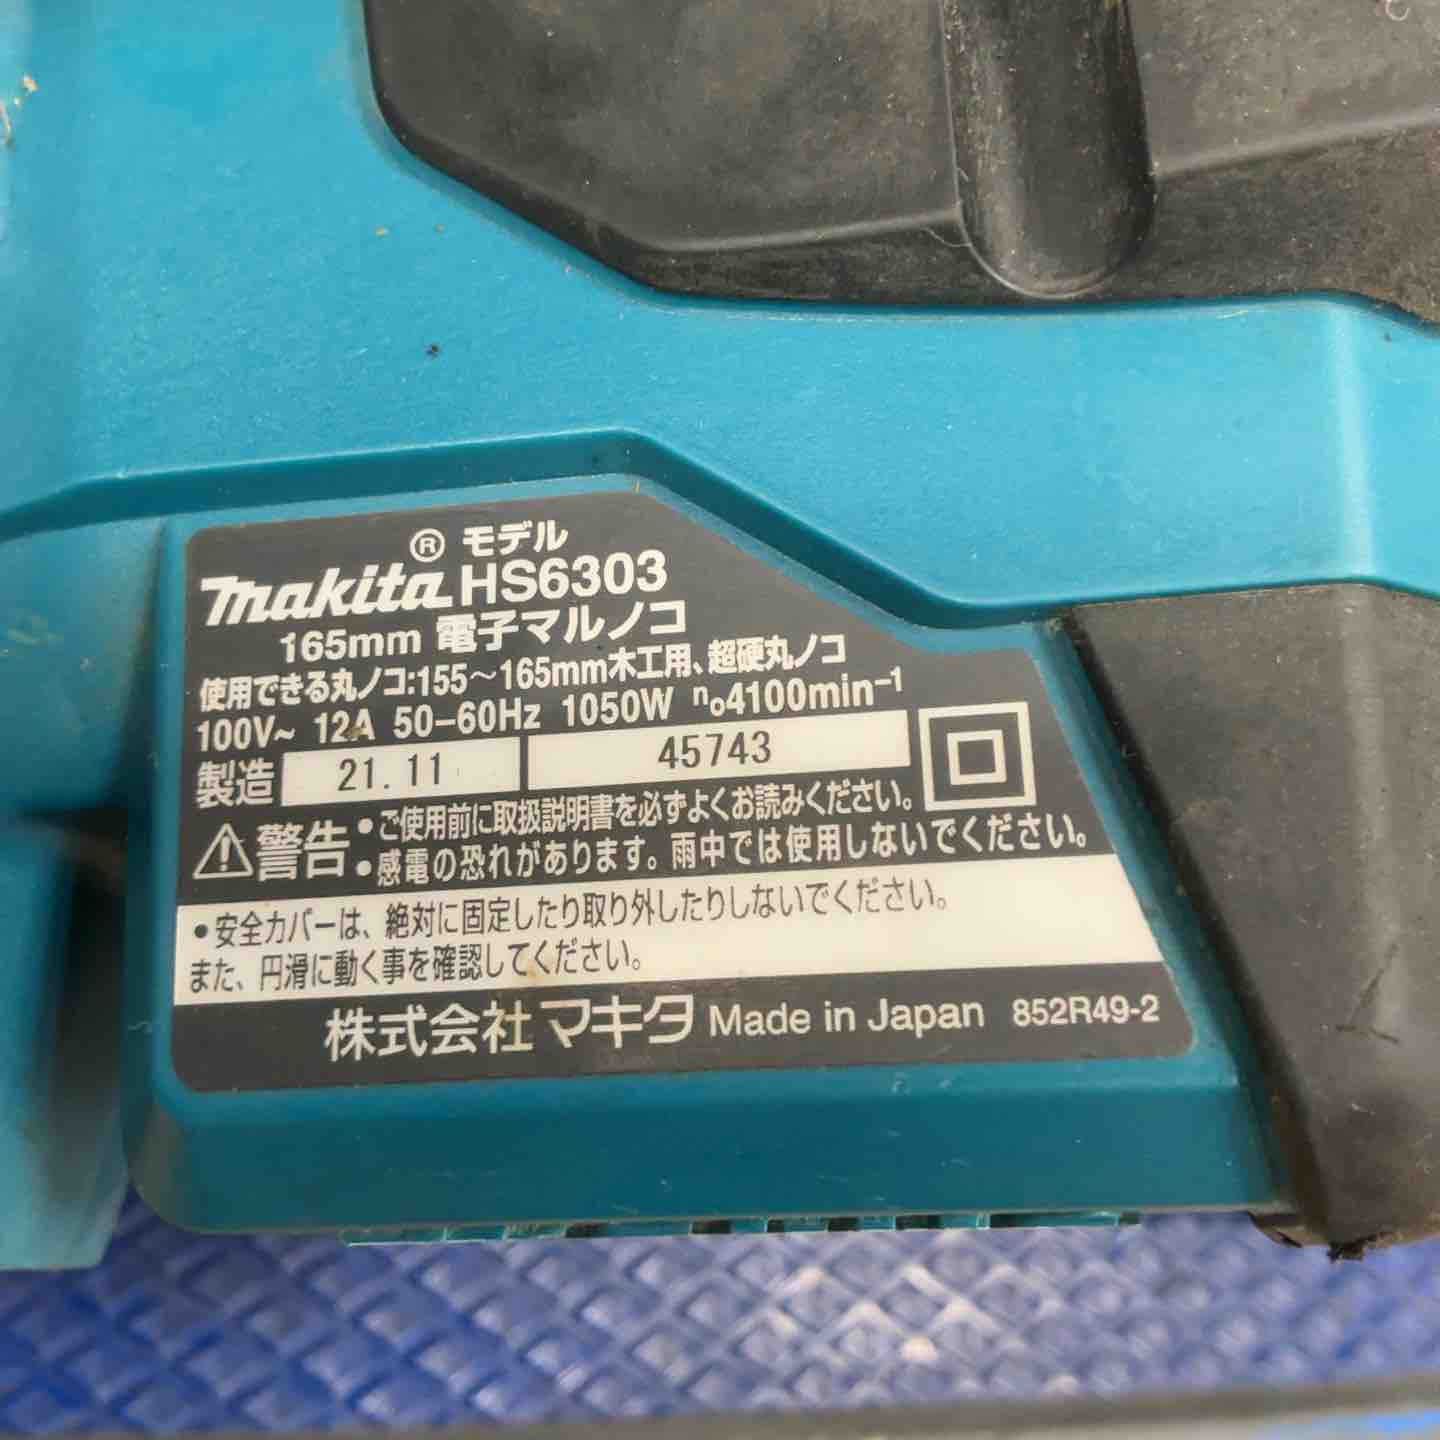 ® モデル
makita HS6303
165mm 電子マルノコ
使用できる丸ノコ:155～165mm木工用、超硬丸ノコ
100V~ 12A 50-60Hz 1050W no4100min-1
製造 21.11 45743
警告 • ご使用前に取扱説明書を必ずよくお読みください。
• 感電の恐れがあります。雨中では使用しないでください。
• 安全カバーは、絶対に固定したり取り外したりしないでください。
また、円滑に動く事を確認してください。
株式会社マキタ Made in Japan 852R49-2